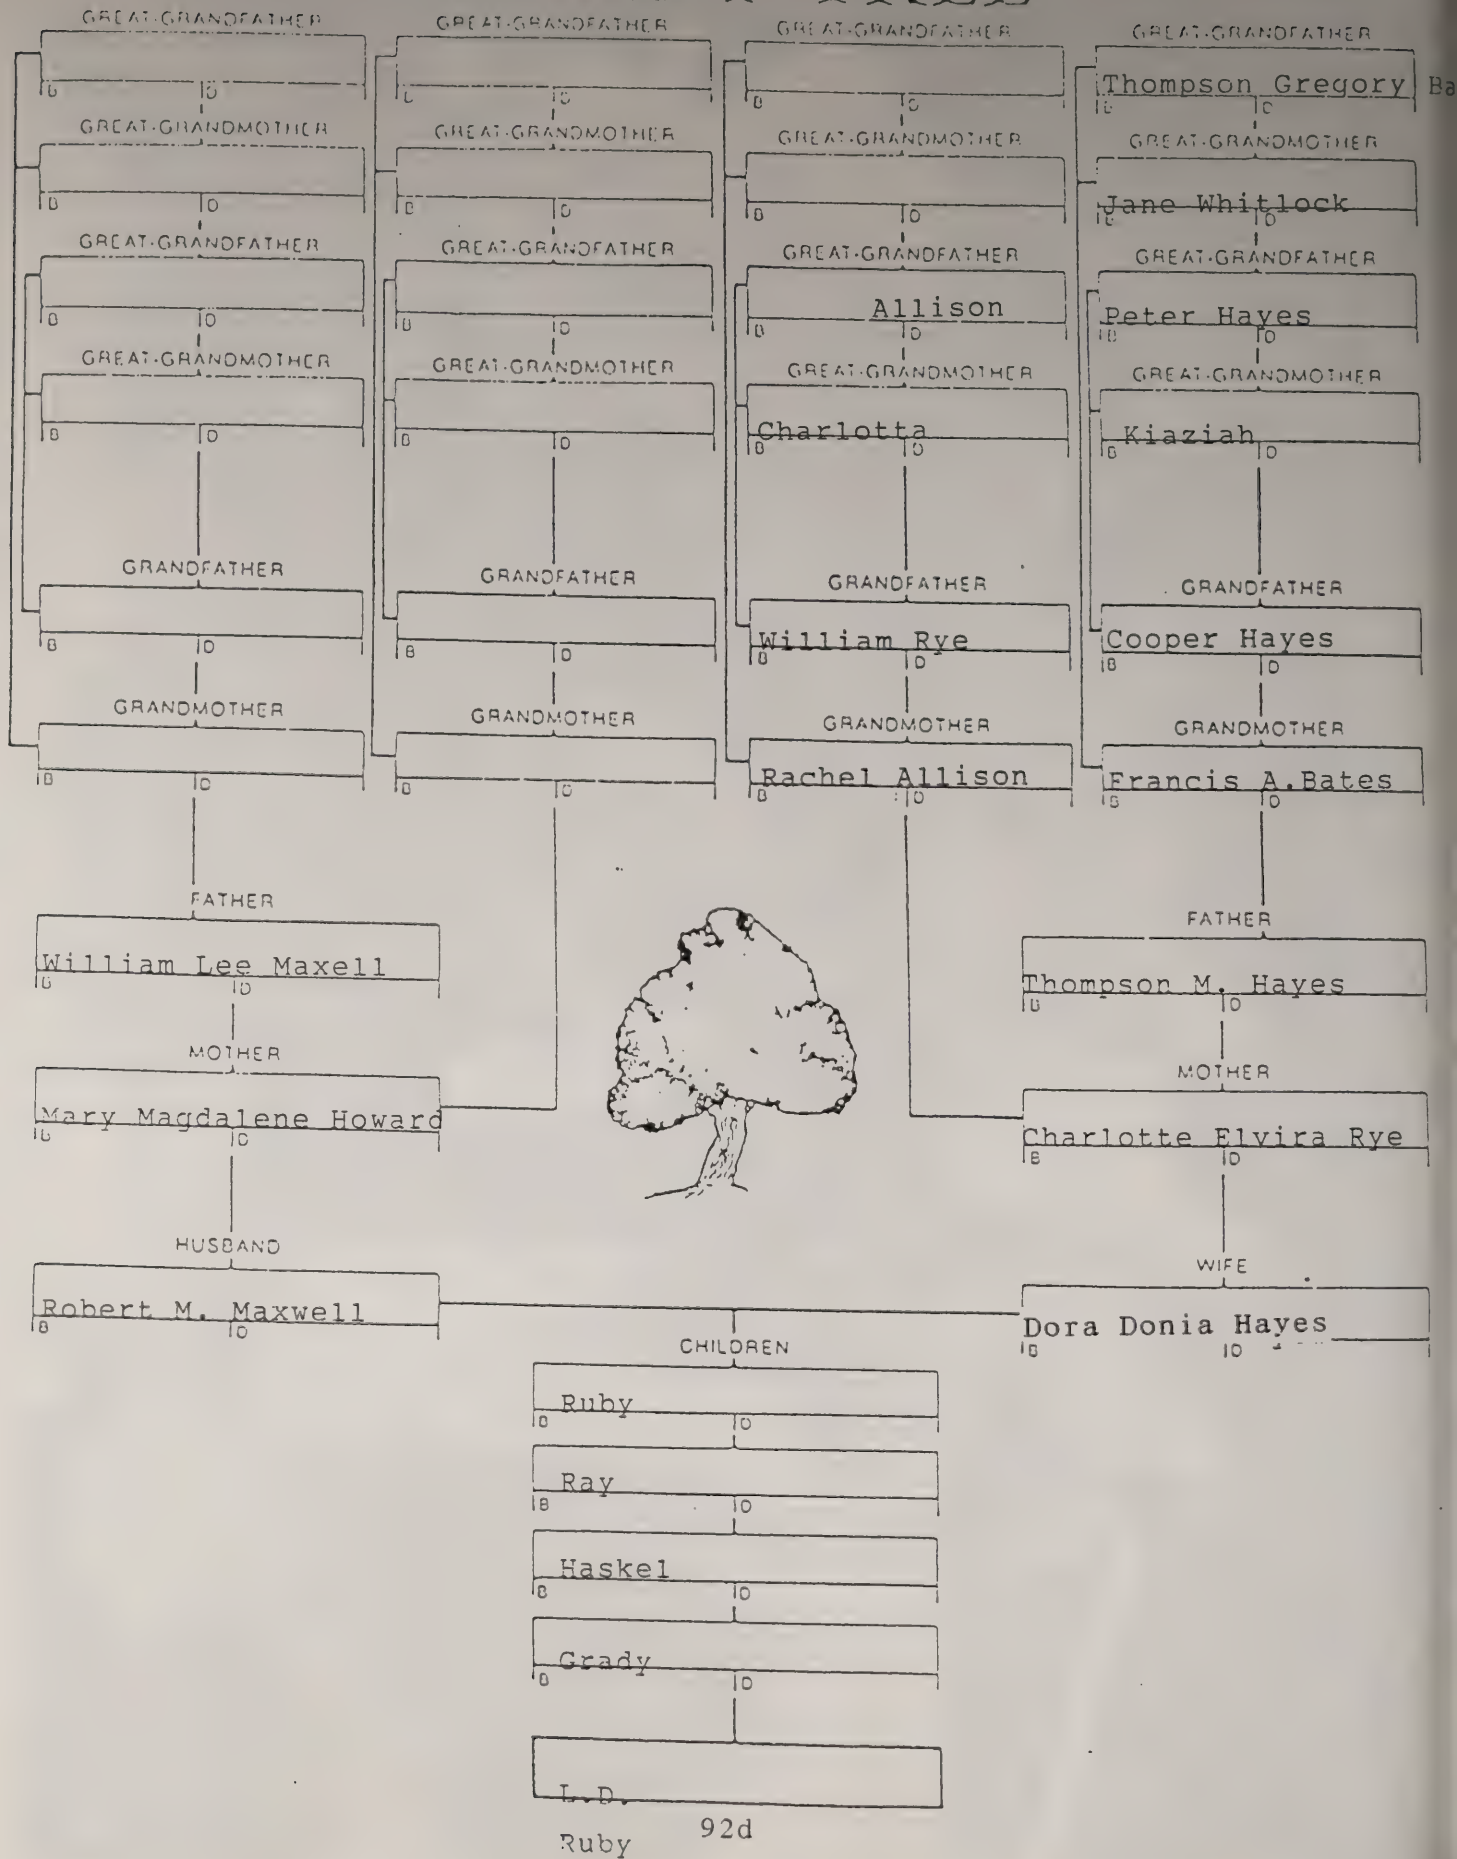 GREAT-GRANDFATHER GREAT-GRANDFATHER GREAT-GRANDFATHER GREAT-GRANDFATHER
Thompson Gregory Ba
B D B D B D B D
GREAT-GRANDMOTHER GREAT-GRANDMOTHER GREAT-GRANDMOTHER GREAT-GRANDMOTHER
Jane Whitlock
B D B D B D B D
GREAT-GRANDFATHER GREAT-GRANDFATHER GREAT-GRANDFATHER GREAT-GRANDFATHER
Allison Peter Hayes
B D B D B D B D
GREAT-GRANDMOTHER GREAT-GRANDMOTHER GREAT-GRANDMOTHER GREAT-GRANDMOTHER
Charlotta Kiaziah
B D B D B D B D
GRANDFATHER GRANDFATHER GRANDFATHER GRANDFATHER
William Rye Cooper Hayes
B D B D B D B D
GRANDMOTHER GRANDMOTHER GRANDMOTHER GRANDMOTHER
Rachel Allison Francis A.Bates
B D B D B D B D
FATHER FATHER
William Lee Maxell Thompson M. Hayes
B D B D
MOTHER MOTHER
Mary Magdalene Howard Charlotte Elvira Rye
B D B D
HUSBAND WIFE
Robert M. Maxwell Dora Donia Hayes
B D B D
CHILDREN
Ruby
B D
Ray
B D
Haskel
B D
Grady
B D
L.D.
Ruby
92d